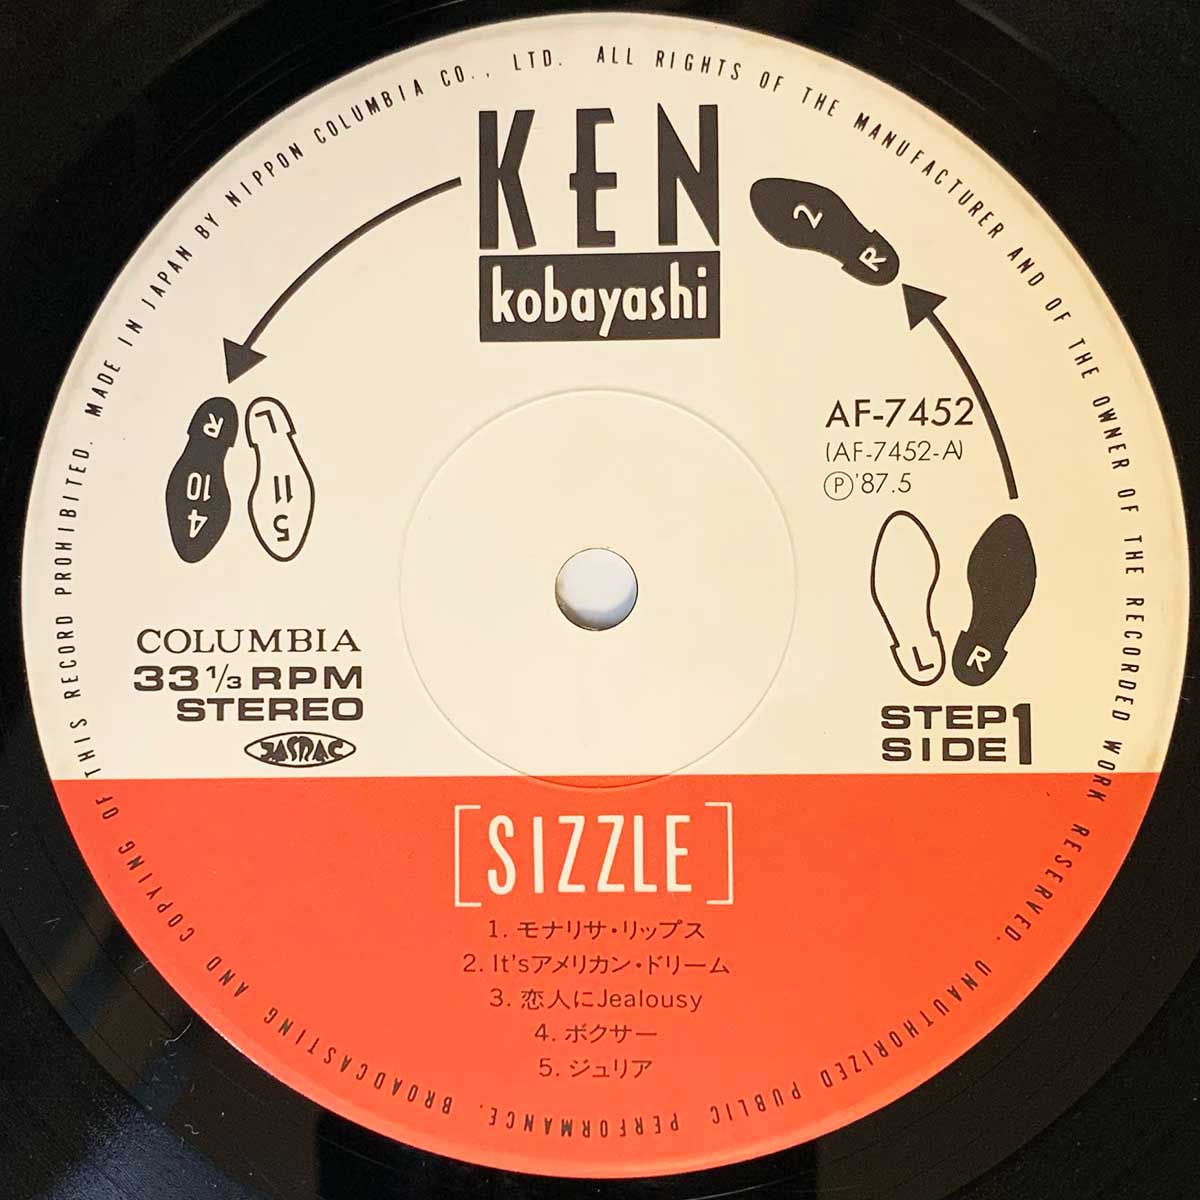 MADE IN JAPAN BY NIPPON COLUMBIA CO., LTD. ALL RIGHTS OF THE MANUFACTURER AND OF THE OWNER OF THE RECORDED WORK RESERVED. UNAUTHORIZED PUBLIC PERFORMANCE. BROADCASTING AND COPYING OF THIS RECORD PROHIBITED.
KEN
kobayashi
2 R
R 4 10
L 5 11
AF-7452
(AF-7452-A)
Ⓟ'87.5
L R
COLUMBIA
33 1/3 RPM
STEREO
JASRAC
STEP
SIDE 1
[SIZZLE]
1. モナリサ・リップス
2. It'sアメリカン・ドリーム
3. 恋人にJealousy
4. ボクサー
5. ジュリア